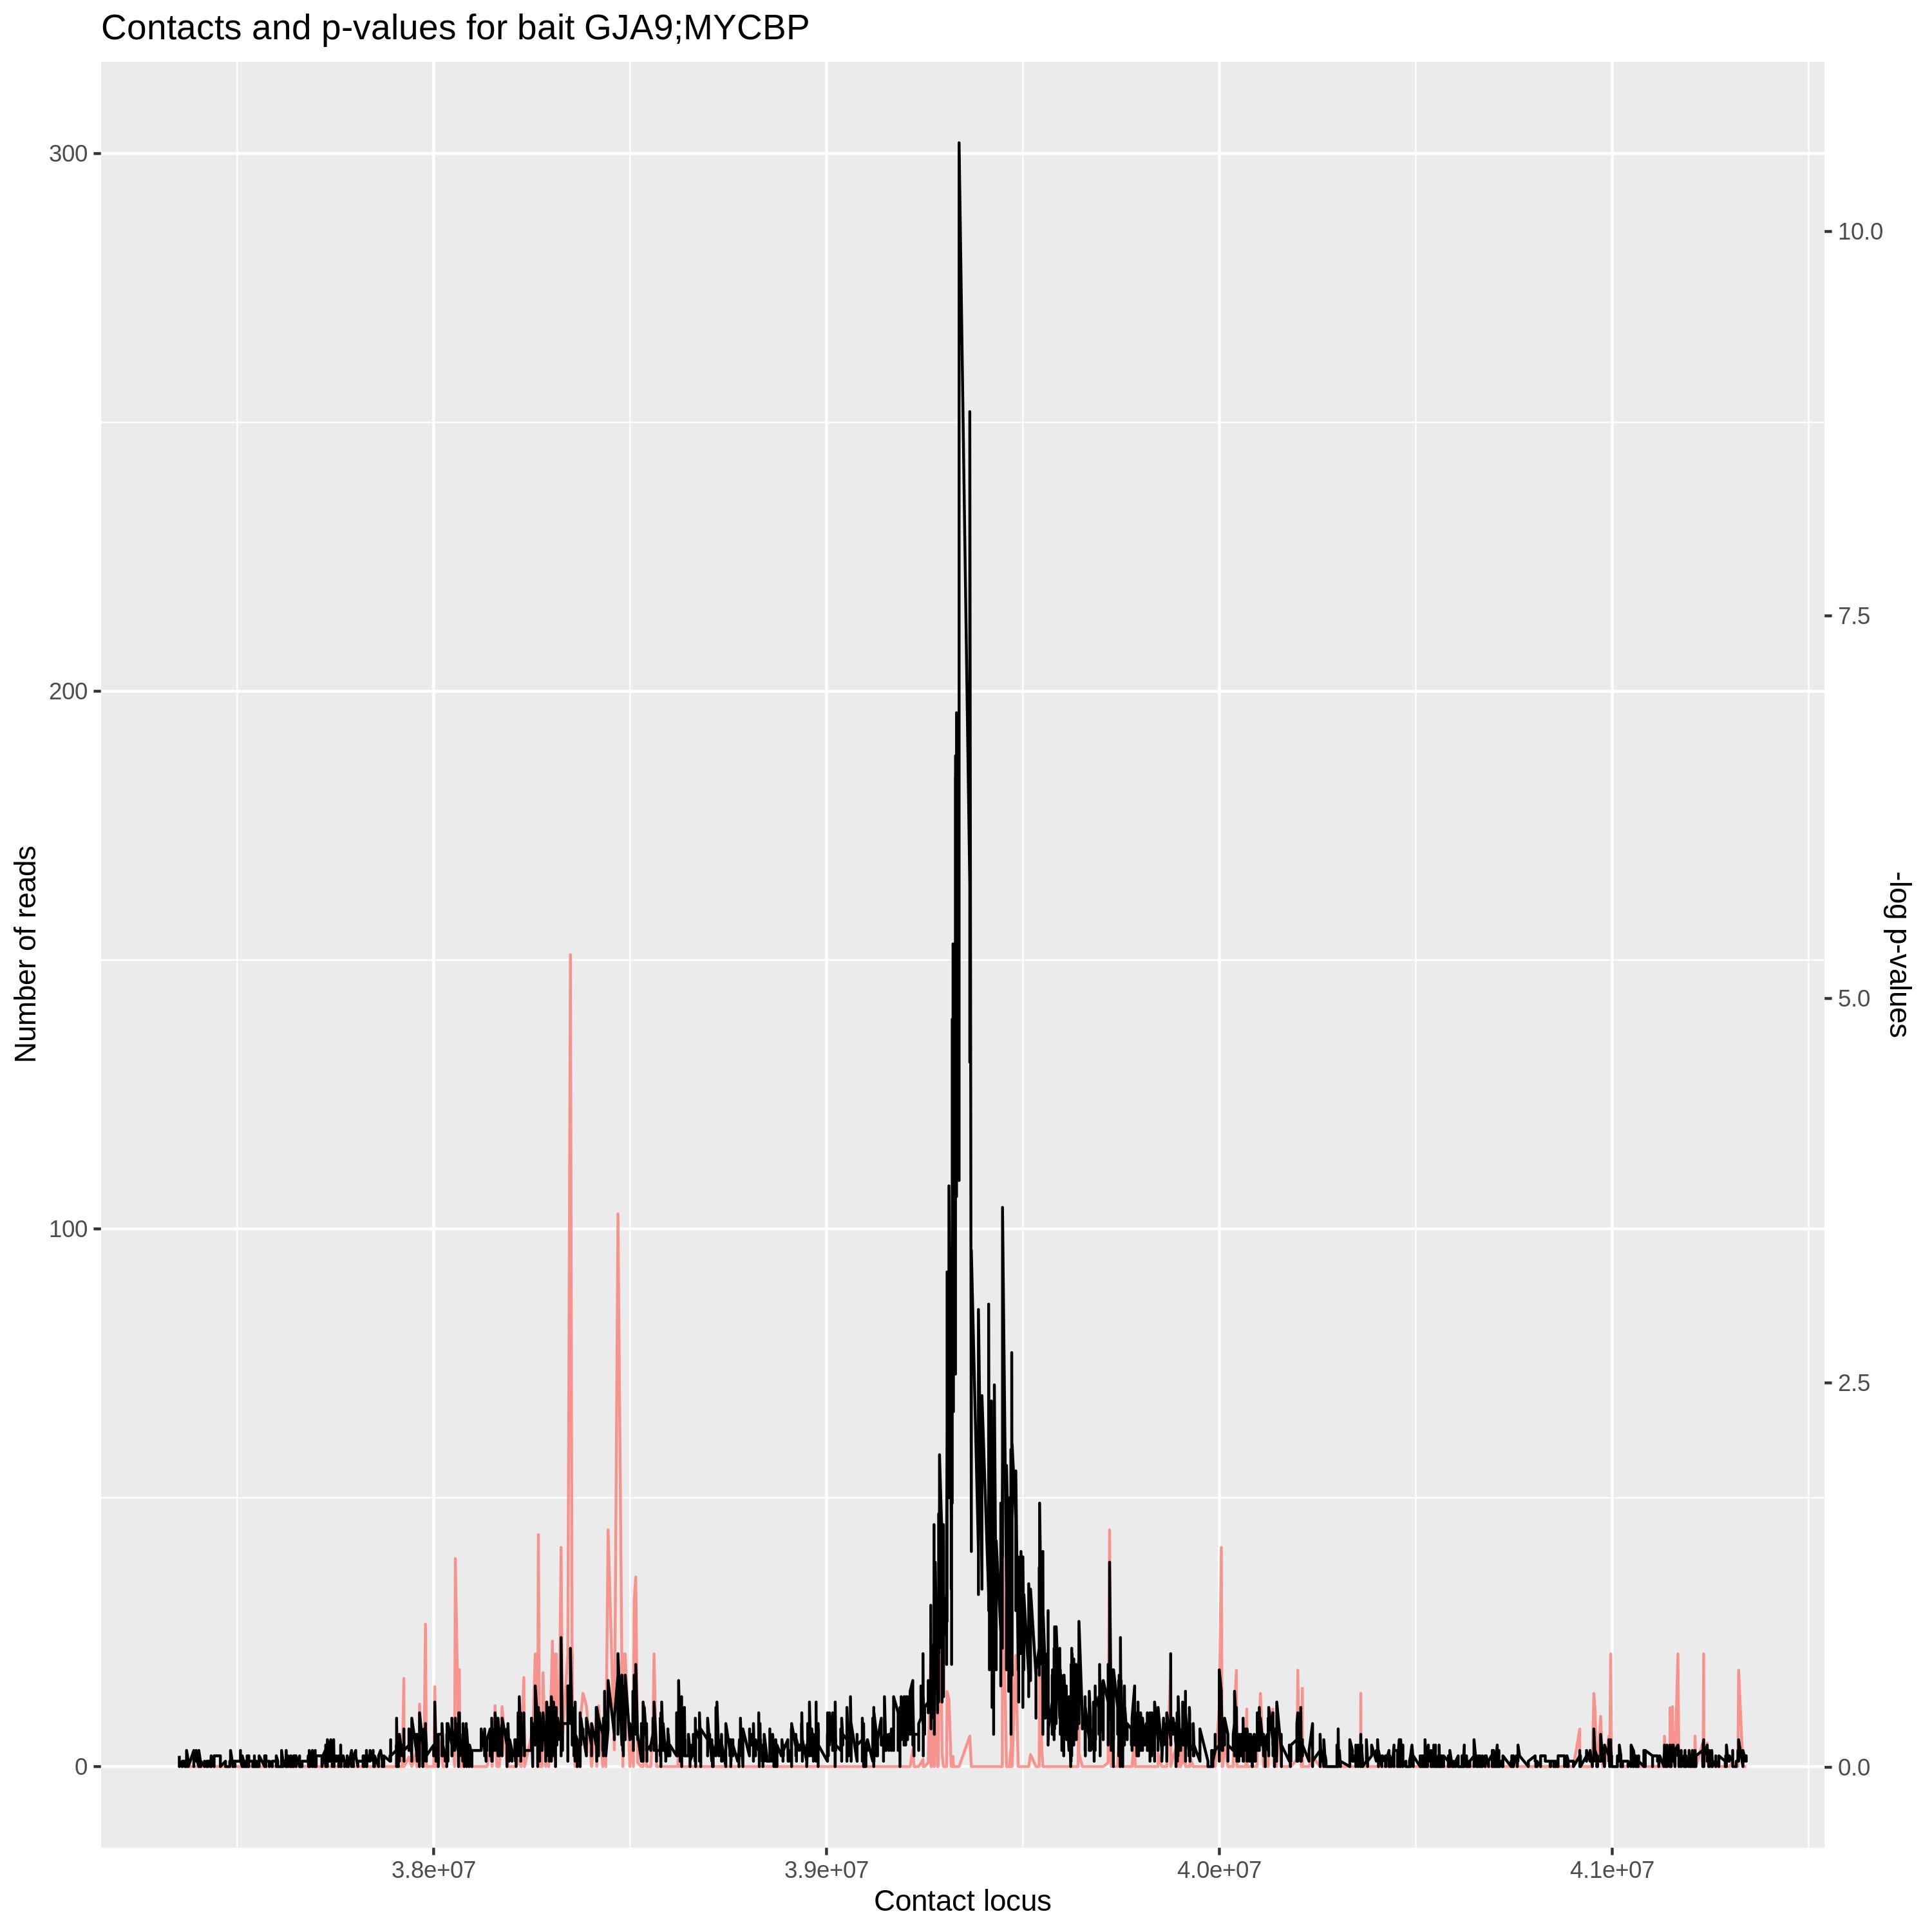 Contacts and p-values for bait GJA9;MYCBP
300
200
100
0
Number of reads
10.0
7.5
5.0
2.5
0.0
-log p-values
3.8e+07 3.9e+07 4.0e+07 4.1e+07
Contact locus